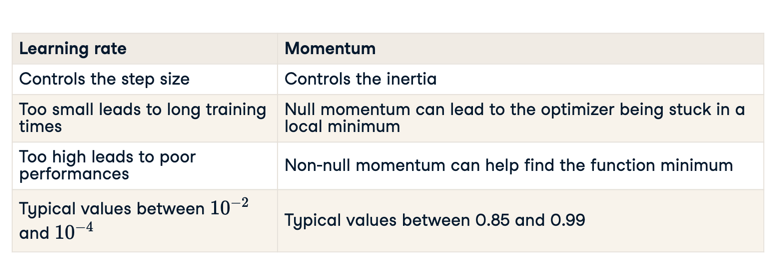 Learning rate
Momentum
Controls the step size
Controls the inertia
Too small leads to long training
times
Null momentum can lead to the optimizer being stuck in a
local minimum
Too high leads to poor
performances
Non-null momentum can help find the function minimum
Typical values between 10⁻²
and 10⁻⁴
Typical values between 0.85 and 0.99